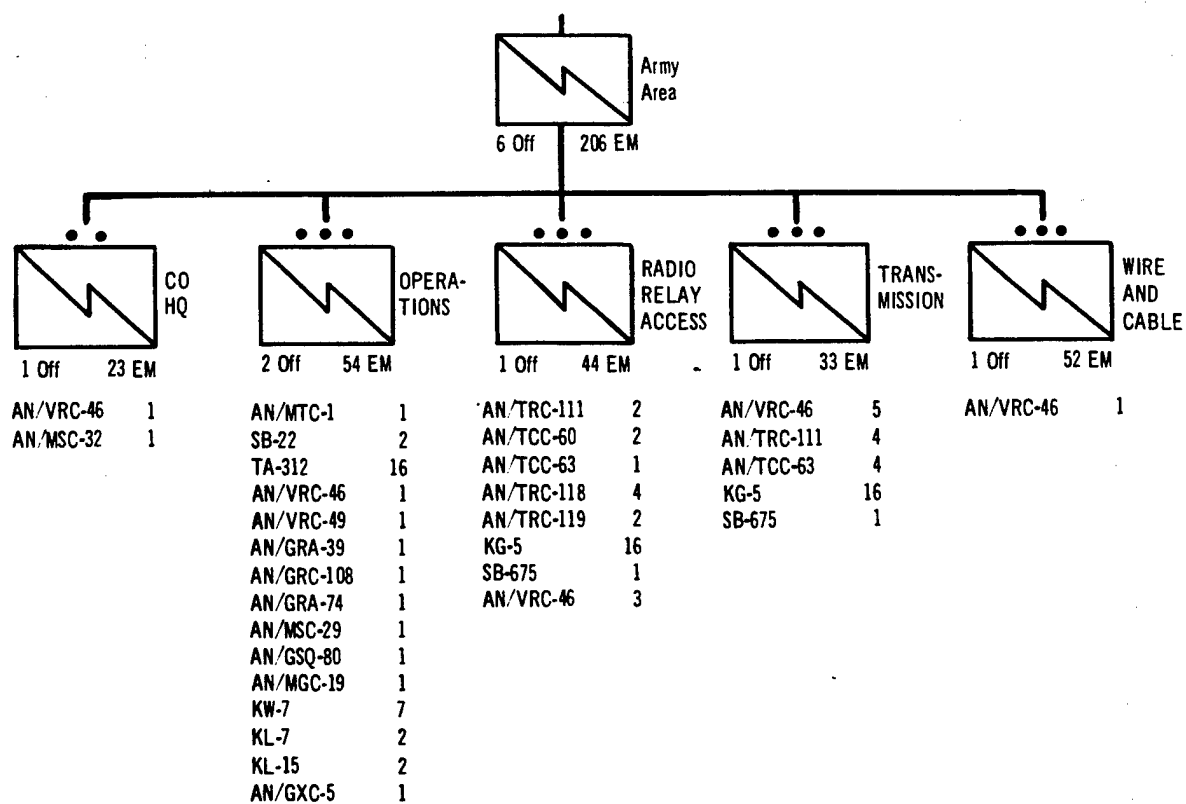 Army
Area
6 Off 206 EM
CO
HQ
1 Off 23 EM
AN/VRC-46 1
AN/MSC-32 1
OPERA-
TIONS
2 Off 54 EM
AN/MTC-1 1
SB-22 2
TA-312 16
AN/VRC-46 1
AN/VRC-49 1
AN/GRA-39 1
AN/GRC-108 1
AN/GRA-74 1
AN/MSC-29 1
AN/GSQ-80 1
AN/MGC-19 1
KW-7 7
KL-7 2
KL-15 2
AN/GXC-5 1
RADIO
RELAY
ACCESS
1 Off 44 EM
AN/TRC-111 2
AN/TCC-60 2
AN/TCC-63 1
AN/TRC-118 4
AN/TRC-119 2
KG-5 16
SB-675 1
AN/VRC-46 3
TRANS-
MISSION
1 Off 33 EM
AN/VRC-46 5
AN/TRC-111 4
AN/TCC-63 4
KG-5 16
SB-675 1
WIRE
AND
CABLE
1 Off 52 EM
AN/VRC-46 1